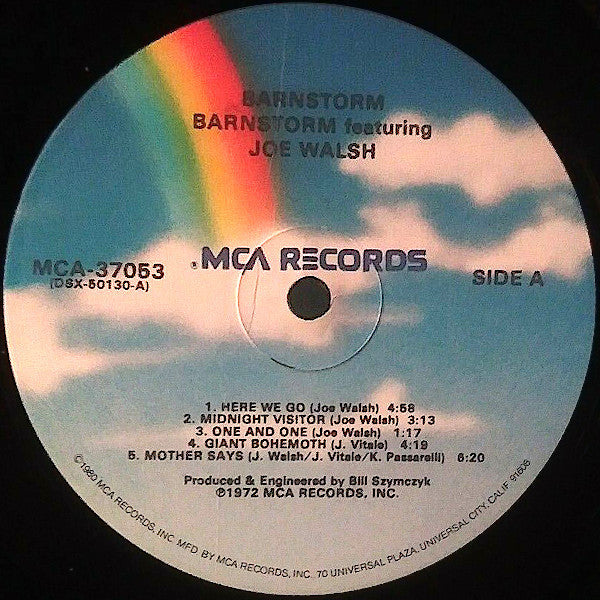 BARNSTORM
BARNSTORM featuring
JOE WALSH
MCA-37053
(DSX-50130-A)
®MCA RECORDS
SIDE A
1. HERE WE GO (Joe Walsh) 4:58
2. MIDNIGHT VISITOR (Joe Walsh) 3:13
3. ONE AND ONE (Joe Walsh) 1:17
4. GIANT BOHEMOTH (J. Vitale) 4:19
5. MOTHER SAYS (J. Walsh/J. Vitale/K. Passarelli) 6:20
Produced & Engineered by Bill Szymczyk
℗1972 MCA RECORDS, INC.
©1980 MCA RECORDS, INC MFD. BY MCA RECORDS, INC. 70 UNIVERSAL PLAZA, UNIVERSAL CITY, CALIF 91608